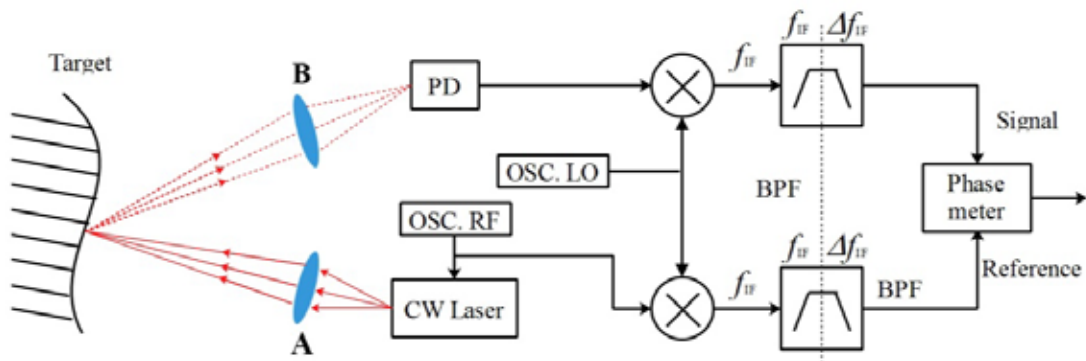 Target
B
PD
f_IF
f_IF Δf_IF
Signal
OSC. LO
BPF
Phase
meter
OSC. RF
f_IF Δf_IF
Reference
CW Laser
f_IF
BPF
A